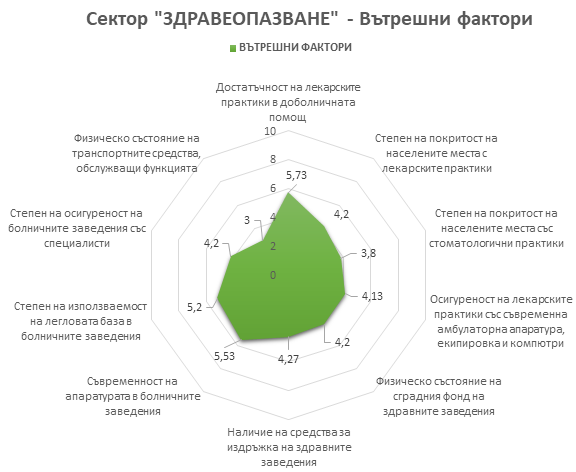 Сектор "ЗДРАВЕОПАЗВАНЕ" - Вътрешни фактори
ВЪТРЕШНИ ФАКТОРИ
Достатъчност на лекарските
практики в доболничната
помощ
Степен на покритост на
населените места с
лекарските практики
Степен на покритост на
населените места със
стоматологични практики
Осигуреност на лекарските
практики със съвременна
амбулаторна апаратура,
екипировка и компютри
Физическо състояние на
сградния фонд на
здравните заведения
Наличие на средства за
издръжка на здравните
заведения
Съвременност на
апаратурата в болничните
заведения
Степен на използваемост
на легловата база в
болничните заведения
Степен на осигуреност на
болничните заведения със
специалисти
Физическо състояние на
транспортните средства,
обслужващи функцията
10
8
6
4
2
0
5,73
4,2
3,8
4,13
4,2
4,27
5,53
5,2
4,2
3